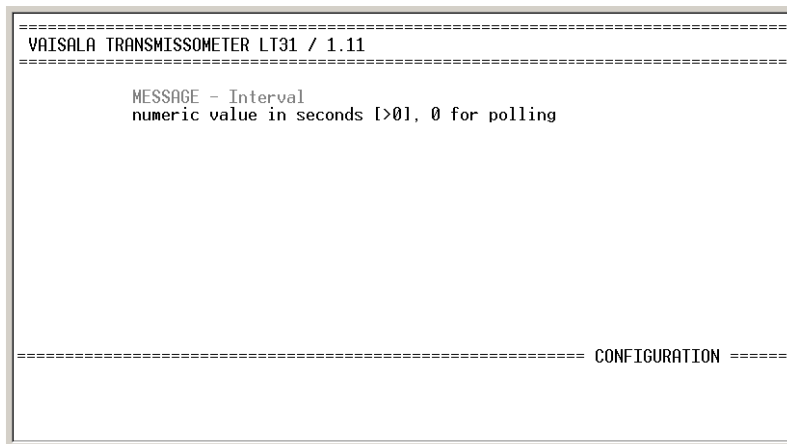 ================================================================================
VAISALA TRANSMISSOMETER LT31 / 1.11
================================================================================
MESSAGE - Interval
numeric value in seconds [>0], 0 for polling
=========================================================== CONFIGURATION ======